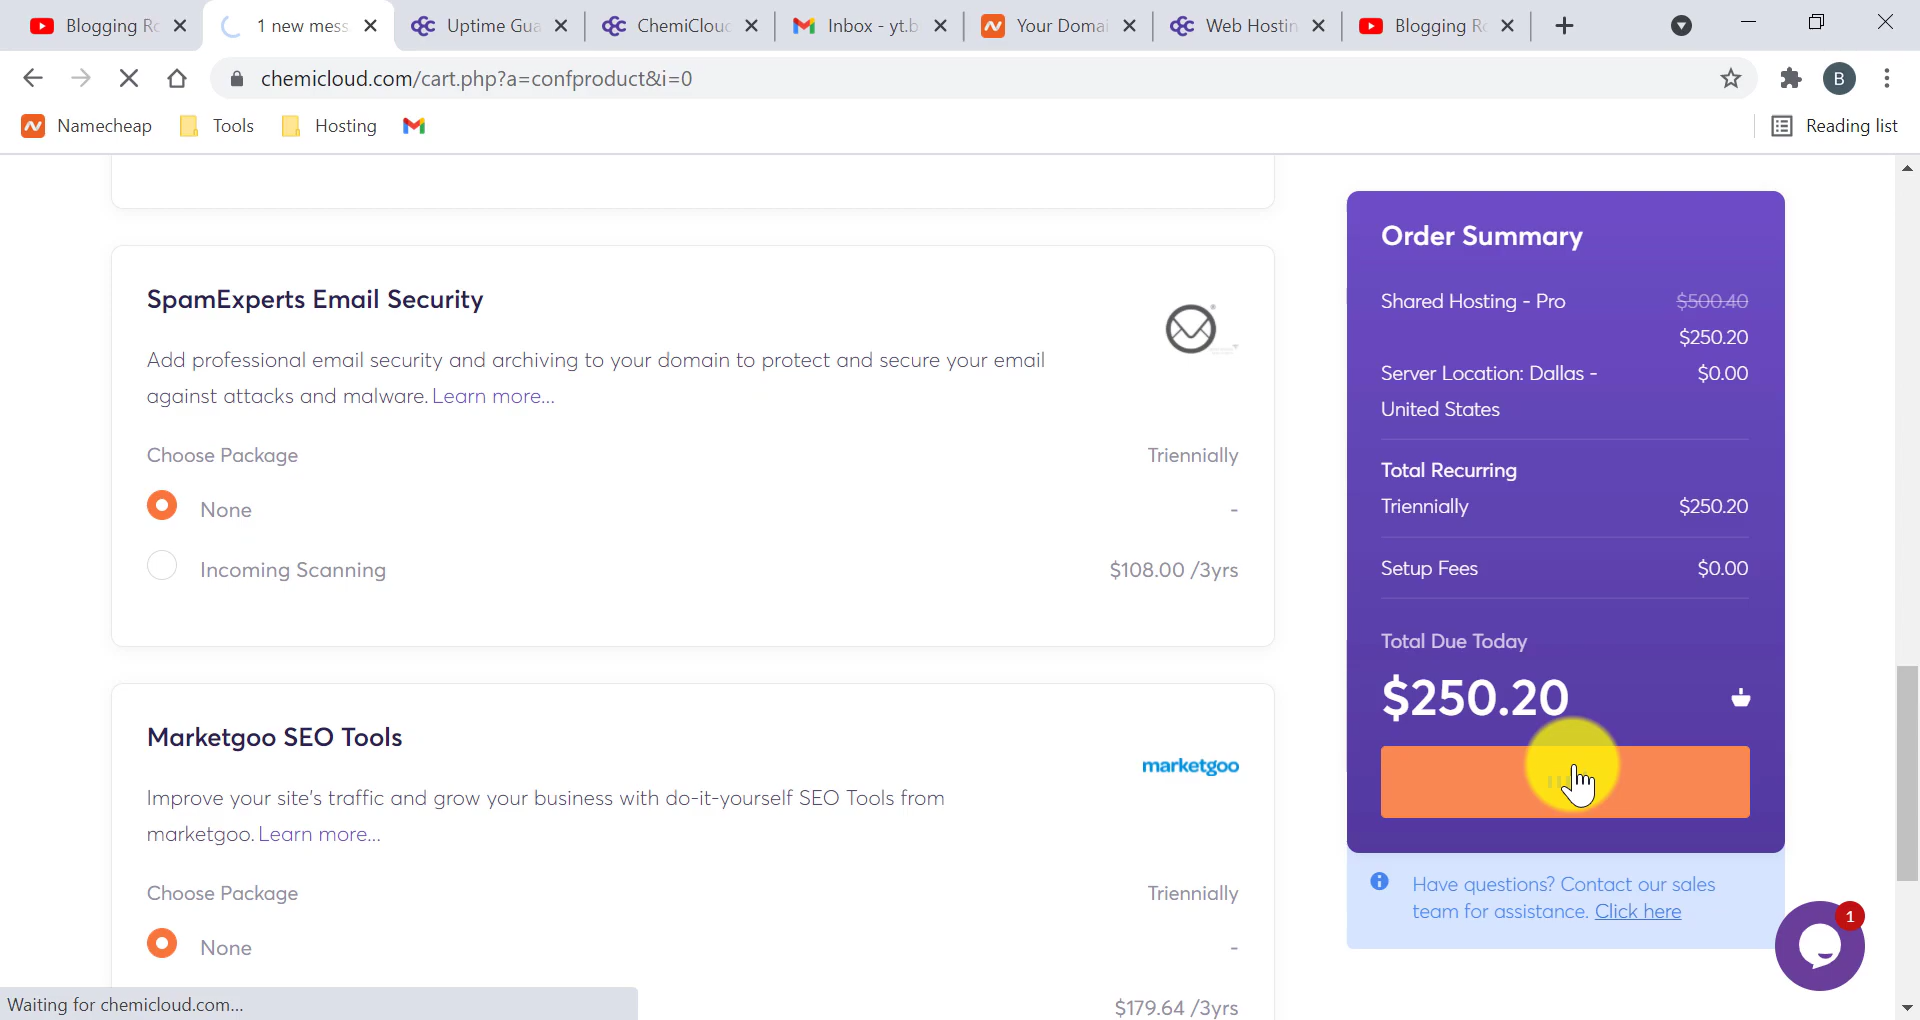 Blogging Ro
1 new mess
Uptime Gua
ChemiClou
Inbox - yt.b
Your Domai
Web Hostin
Blogging Ro
chemicloud.com/cart.php?a=confproduct&i=0
B
Namecheap
Tools
Hosting
Reading list
SpamExperts Email Security
Add professional email security and archiving to your domain to protect and secure your email
against attacks and malware. Learn more...
Choose Package
Triennially
None
-
Incoming Scanning
$108.00 /3yrs
Marketgoo SEO Tools
marketgoo
Improve your site's traffic and grow your business with do-it-yourself SEO Tools from
marketgoo. Learn more...
Choose Package
Triennially
None
-
$179.64 /3yrs
Order Summary
Shared Hosting - Pro
$500.40
$250.20
Server Location: Dallas -
$0.00
United States
Total Recurring
Triennially
$250.20
Setup Fees
$0.00
Total Due Today
$250.20
Have questions? Contact our sales
team for assistance. Click here
1
Waiting for chemicloud.com...